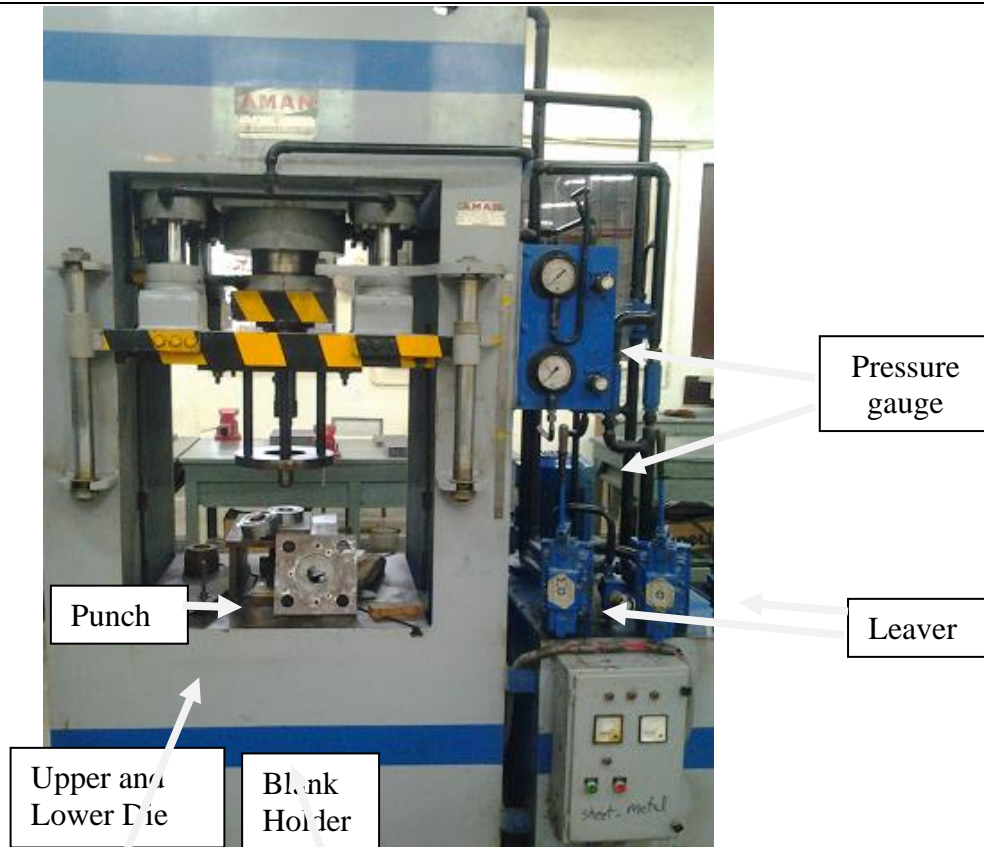 AMAN
AMAN
Pressure
gauge
Punch
Leaver
Upper and
Lower Die
Blank
Holder
sheet-metal